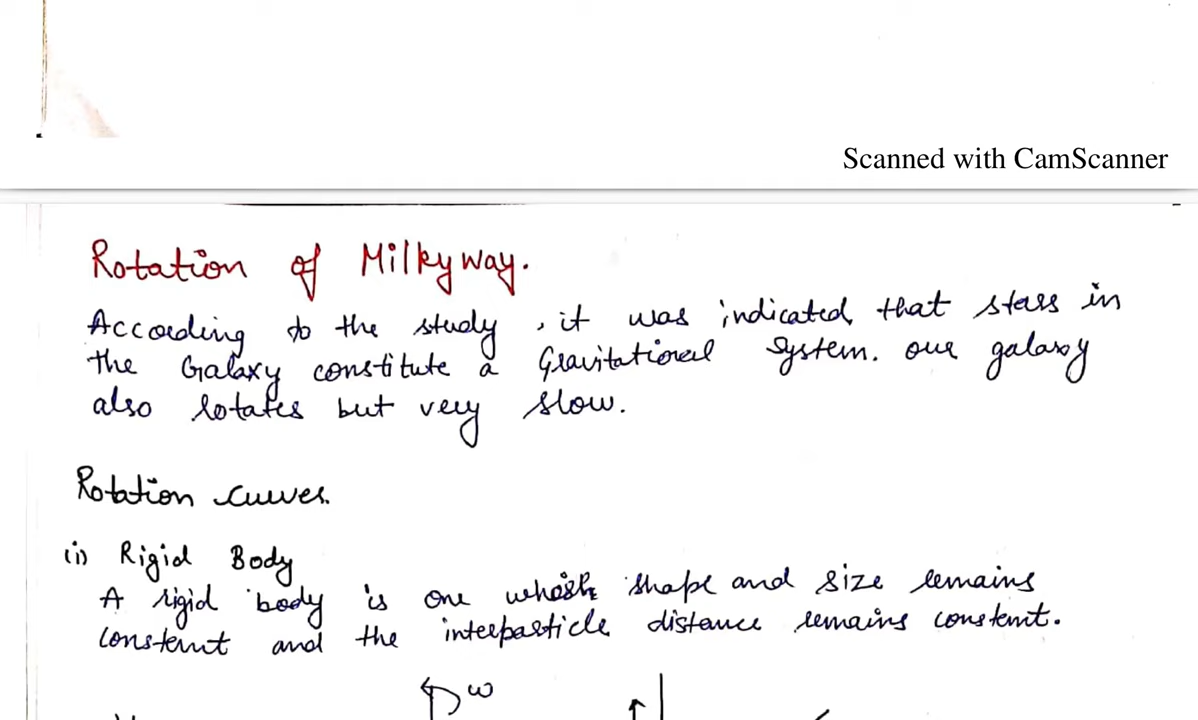 Scanned with CamScanner
Rotation of Milkyway.
According to the study, it was indicated that stars in
the Galaxy constitute a Gravitational system. our galaxy
also rotates but very slow.
Rotation curves.
(i) Rigid Body
A rigid body is one shape and size remains
constant and the interparticle distance remains constant.
ω